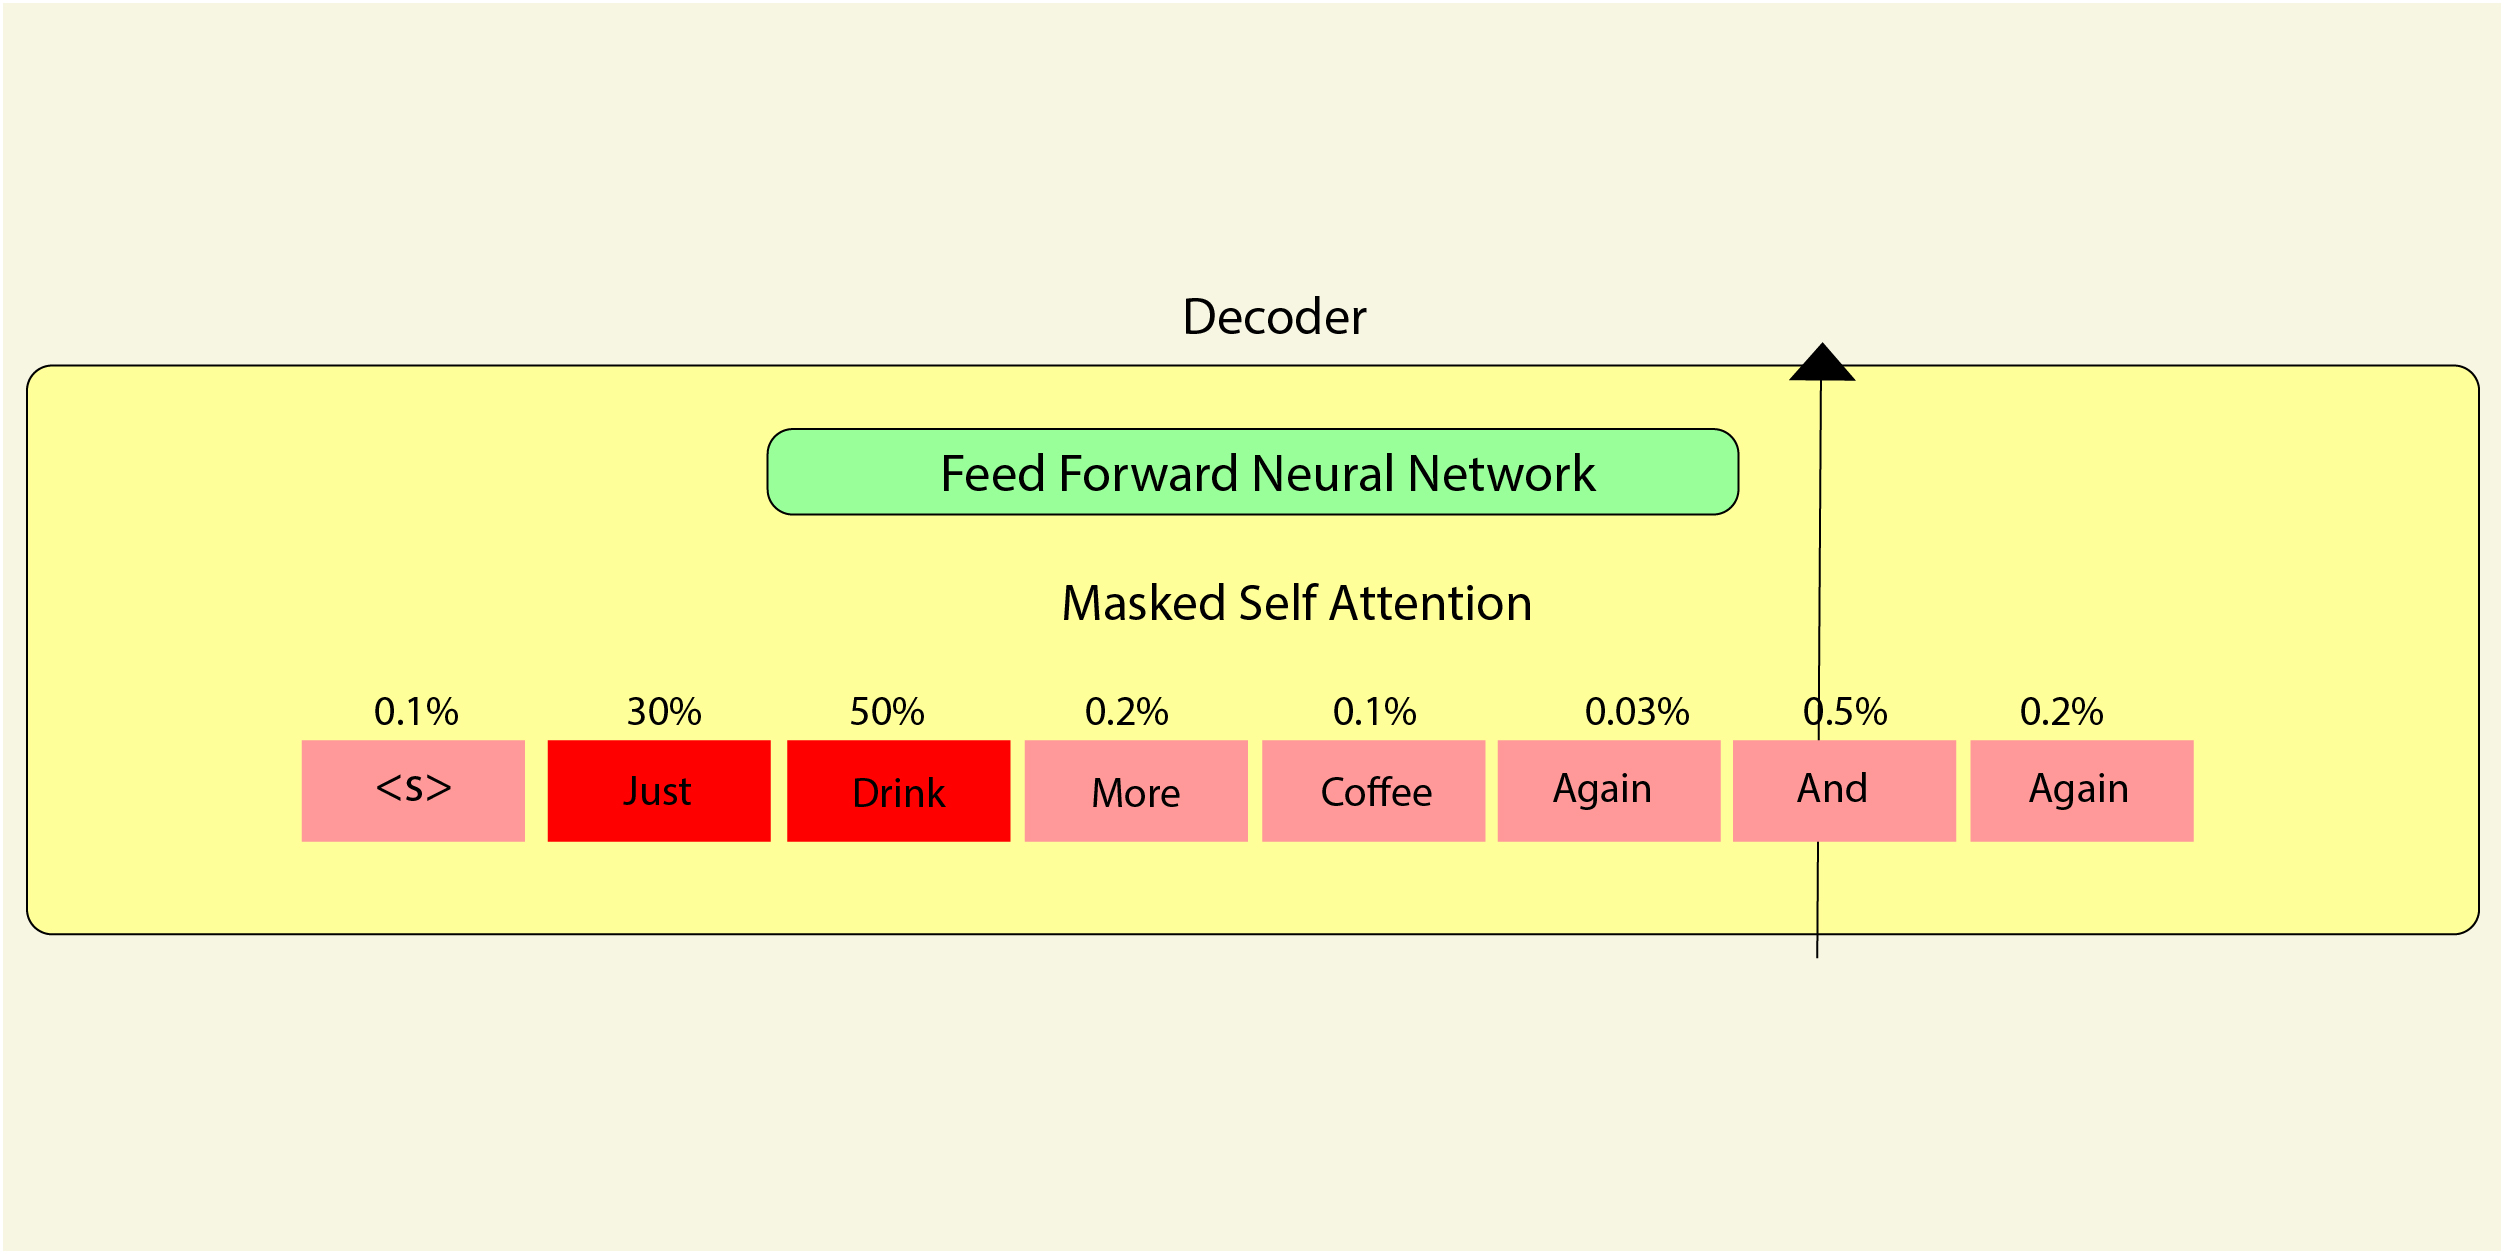 Decoder
Feed Forward Neural Network
Masked Self Attention
0.1% 30% 50% 0.2% 0.1% 0.03% 0.5% 0.2%
<s> Just Drink More Coffee Again And Again